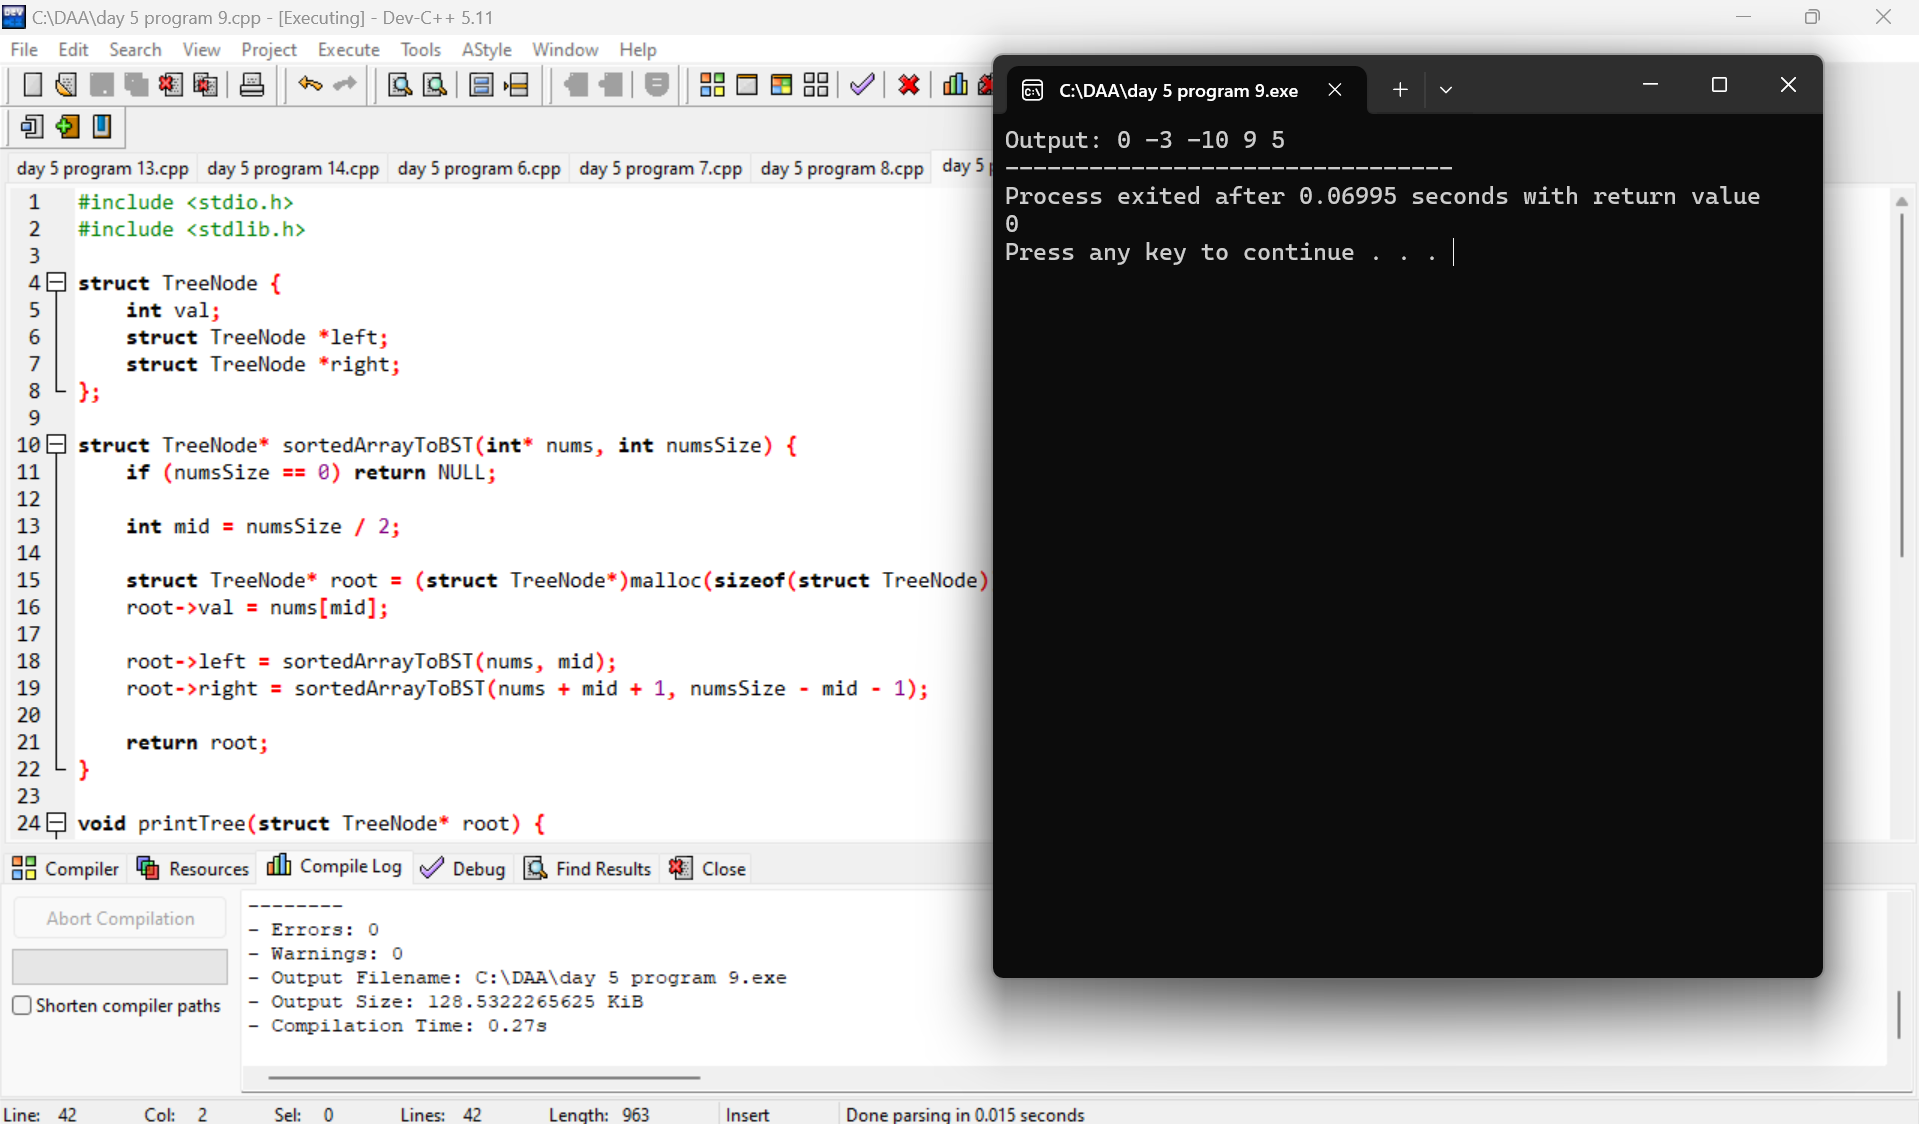 C:\DAA\day 5 program 9.cpp - [Executing] - Dev-C++ 5.11
File Edit Search View Project Execute Tools AStyle Window Help
day 5 program 13.cpp day 5 program 14.cpp day 5 program 6.cpp day 5 program 7.cpp day 5 program 8.cpp day 5
1 #include <stdio.h>
2 #include <stdlib.h>
3
4 struct TreeNode {
5 int val;
6 struct TreeNode *left;
7 struct TreeNode *right;
8 };
9
10 struct TreeNode* sortedArrayToBST(int* nums, int numsSize) {
11 if (numsSize == 0) return NULL;
12
13 int mid = numsSize / 2;
14
15 struct TreeNode* root = (struct TreeNode*)malloc(sizeof(struct TreeNode)
16 root->val = nums[mid];
17
18 root->left = sortedArrayToBST(nums, mid);
19 root->right = sortedArrayToBST(nums + mid + 1, numsSize - mid - 1);
20
21 return root;
22 }
23
24 void printTree(struct TreeNode* root) {
C:\DAA\day 5 program 9.exe
Output: 0 -3 -10 9 5
--------------------------------
Process exited after 0.06995 seconds with return value
0
Press any key to continue . . .
Compiler Resources Compile Log Debug Find Results Close
Abort Compilation
Shorten compiler paths
--------
- Errors: 0
- Warnings: 0
- Output Filename: C:\DAA\day 5 program 9.exe
- Output Size: 128.5322265625 KiB
- Compilation Time: 0.27s
Line: 42 Col: 2 Sel: 0 Lines: 42 Length: 963 Insert Done parsing in 0.015 seconds